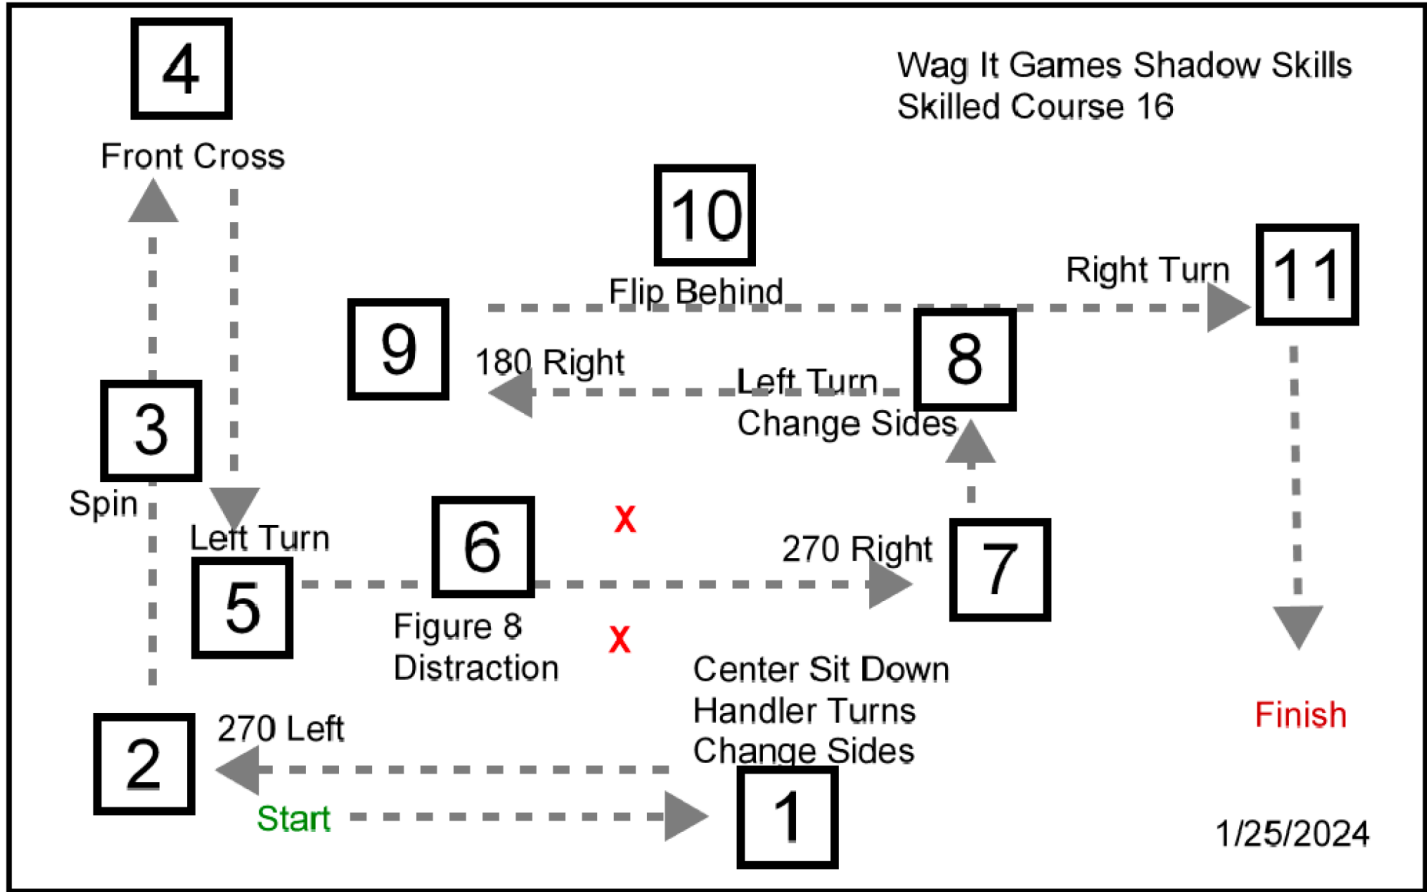 4
Wag It Games Shadow Skills
Skilled Course 16
Front Cross
10
Right Turn
11
Flip Behind
9
180 Right
8
Left Turn
Change Sides
3
Spin
Left Turn
6
X
270 Right
7
5
Figure 8
Distraction
X
Center Sit Down
Handler Turns
Change Sides
Finish
2
270 Left
Start
1
1/25/2024